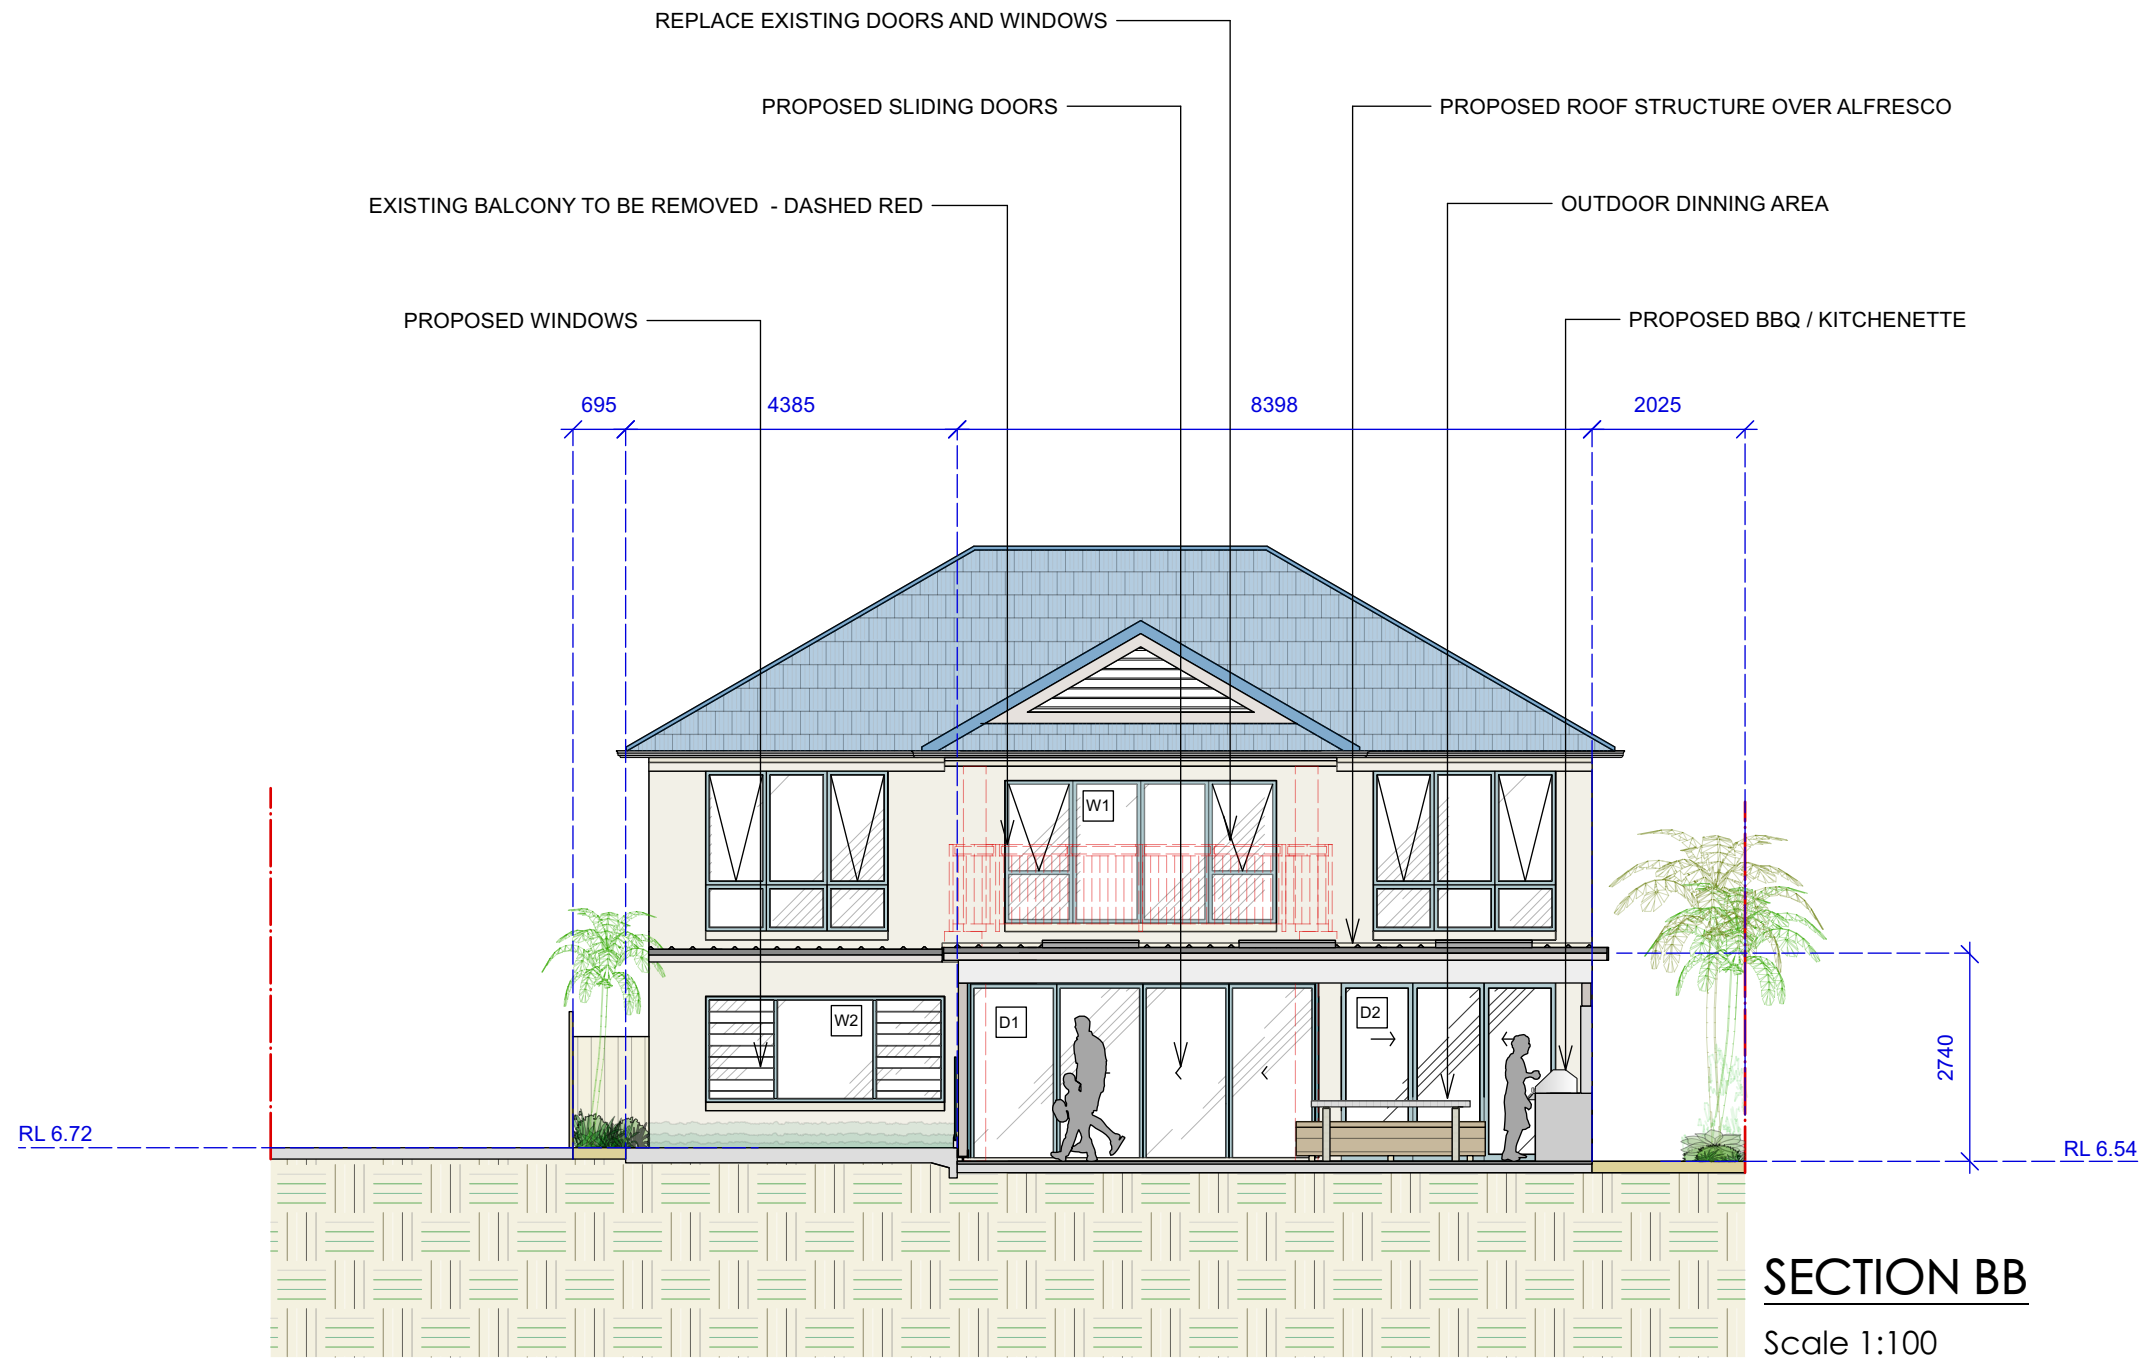 REPLACE EXISTING DOORS AND WINDOWS
PROPOSED SLIDING DOORS
PROPOSED ROOF STRUCTURE OVER ALFRESCO
EXISTING BALCONY TO BE REMOVED - DASHED RED
OUTDOOR DINNING AREA
PROPOSED WINDOWS
PROPOSED BBQ / KITCHENETTE
695
4385
8398
2025
W1
W2
D1
D2
2740
RL 6.72
RL 6.54
SECTION BB
Scale 1:100